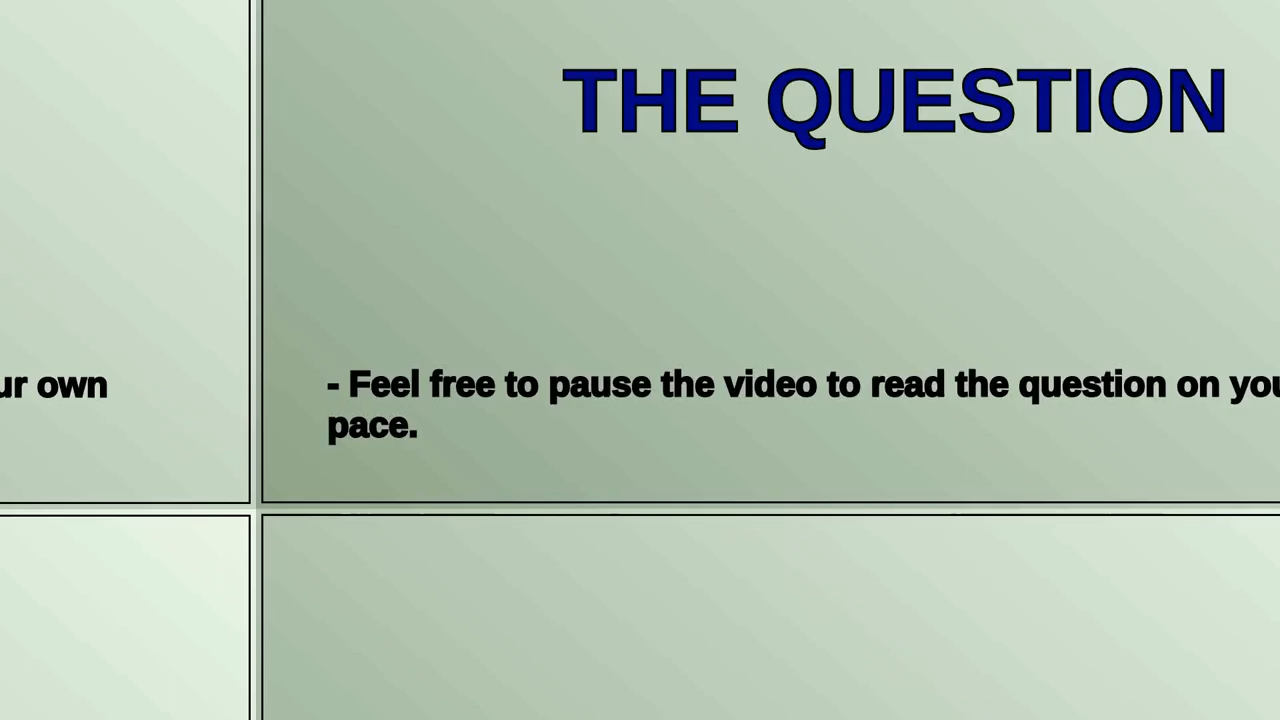 THE QUESTION
ur own
- Feel free to pause the video to read the question on you
pace.